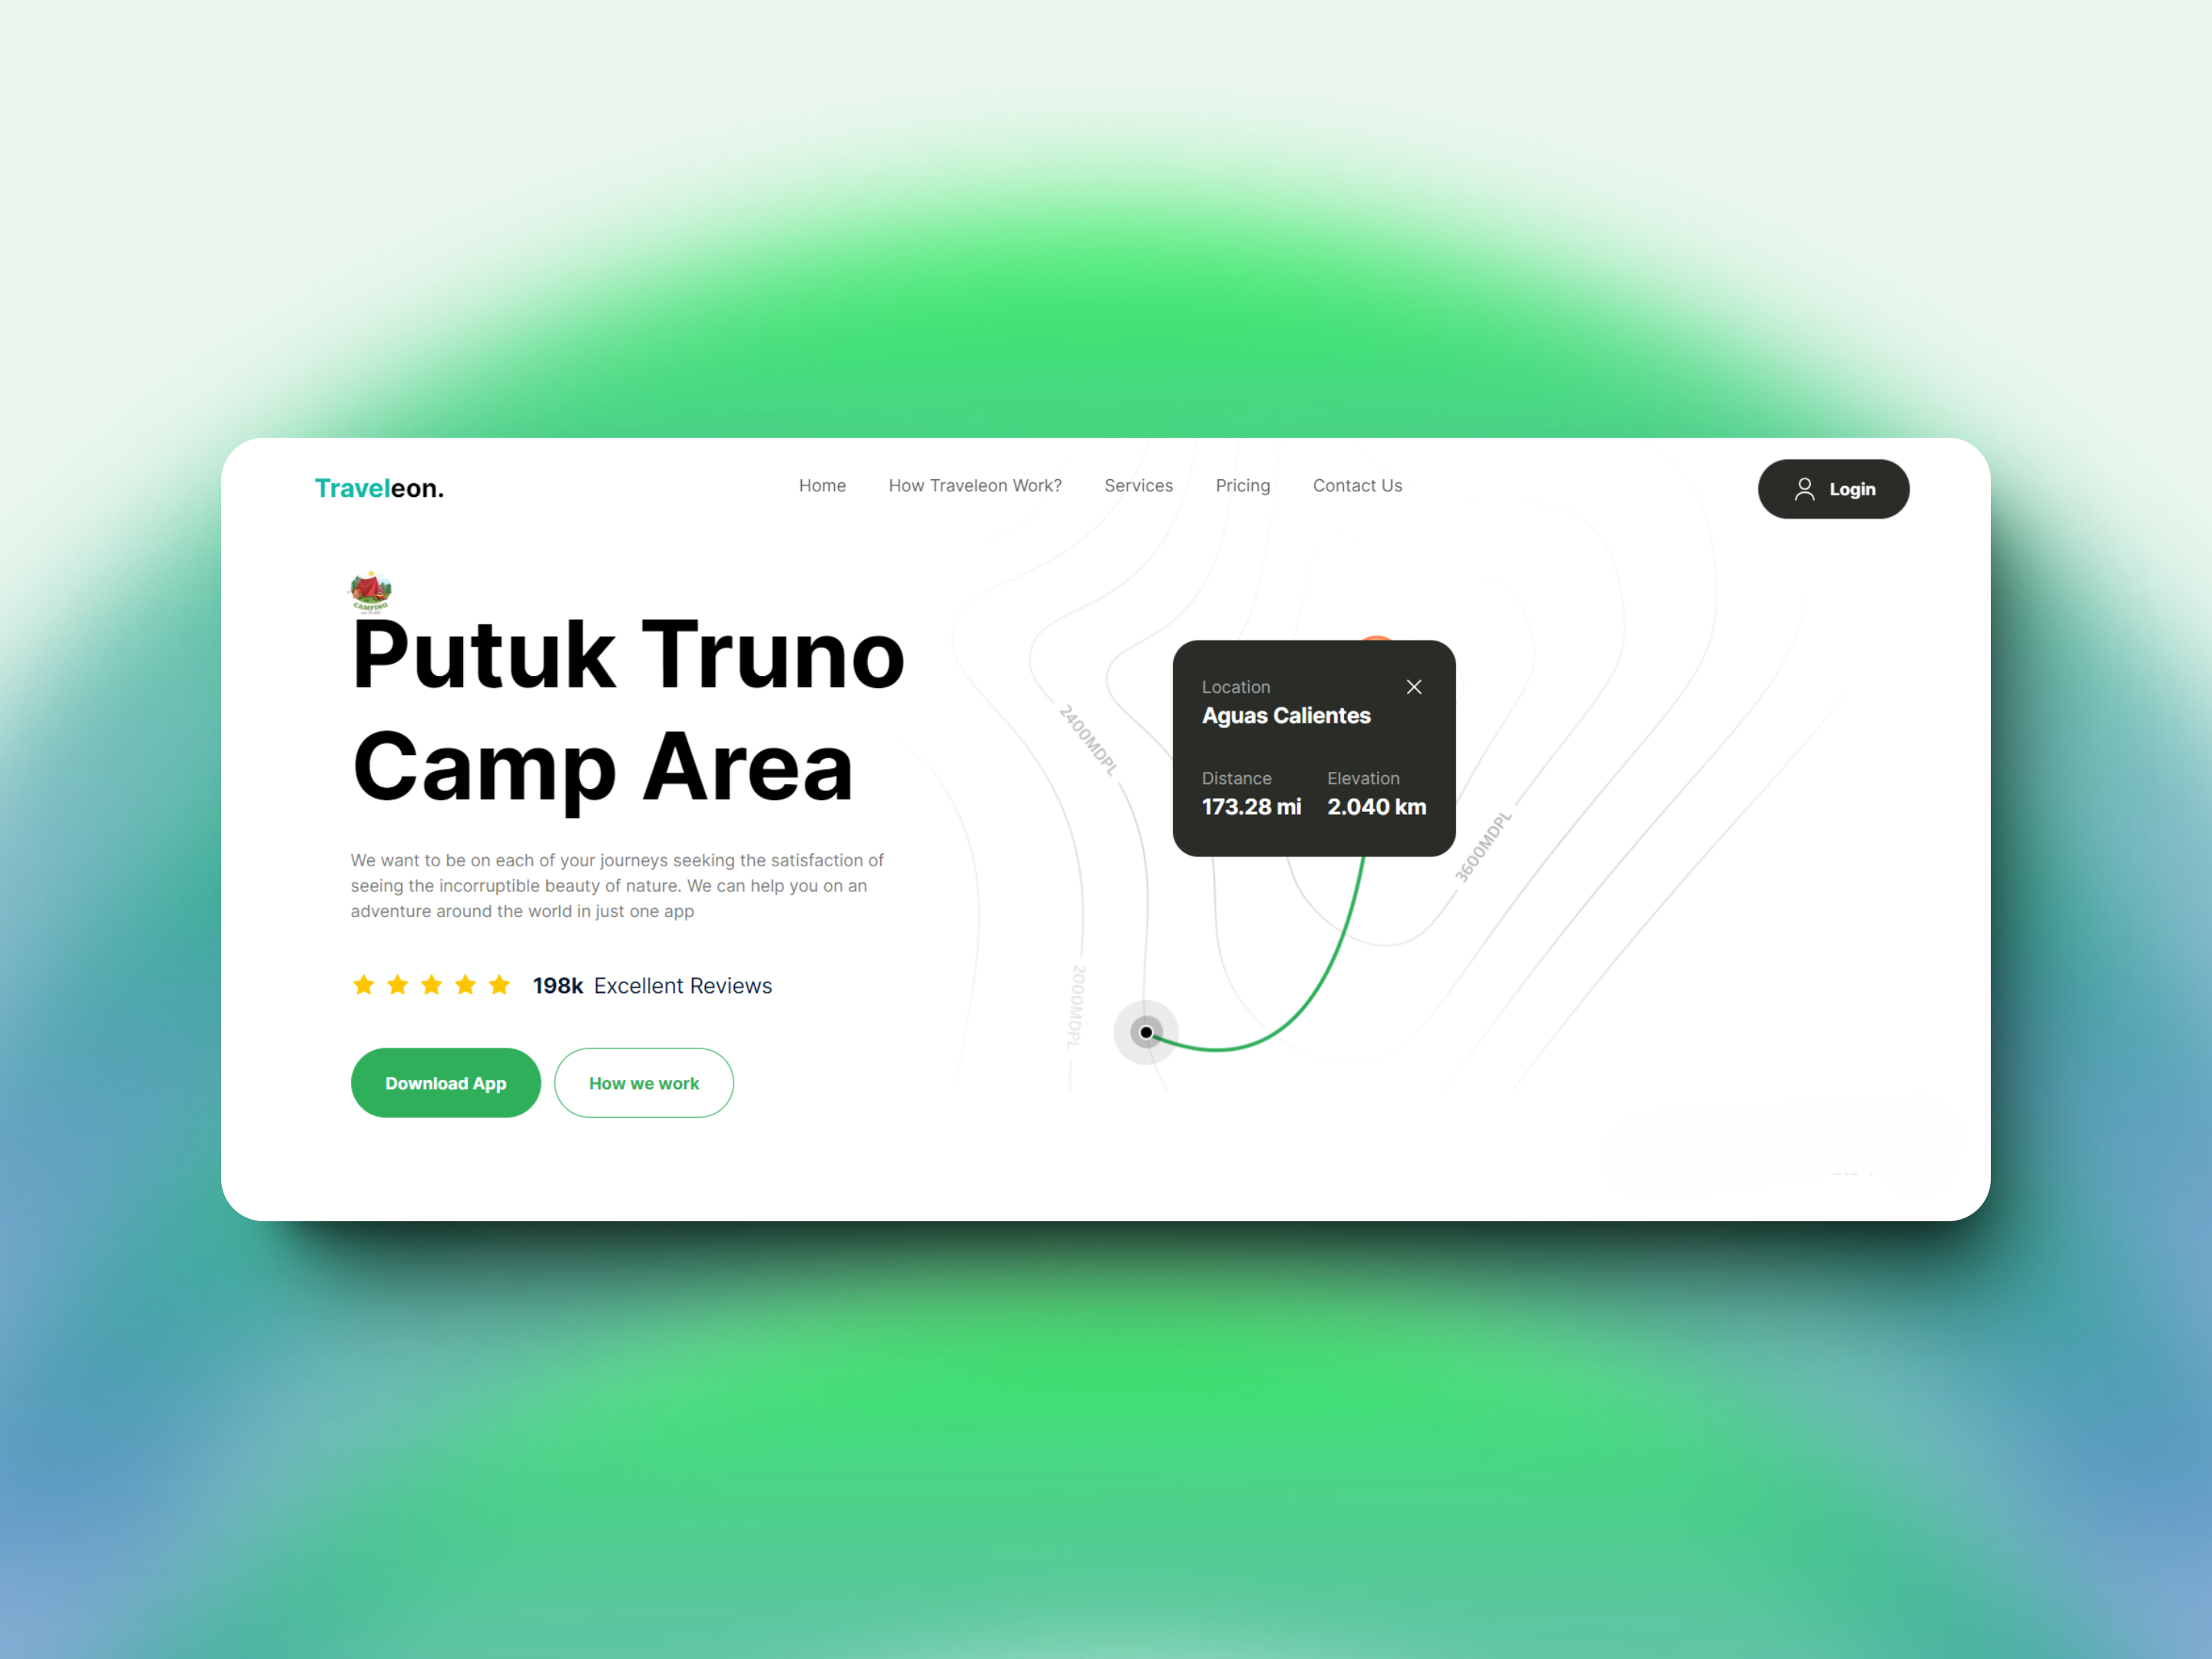 Traveleon.
Home
How Traveleon Work?
Services
Pricing
Contact Us
Login
CAMPING
Putuk Truno
Camp Area
We want to be on each of your journeys seeking the satisfaction of
seeing the incorruptible beauty of nature. We can help you on an
adventure around the world in just one app
198k Excellent Reviews
Download App
How we work
2400MDPL
2000MDPL
Location
Aguas Calientes
Distance
Elevation
173.28 mi
2.040 km
3600MDPL